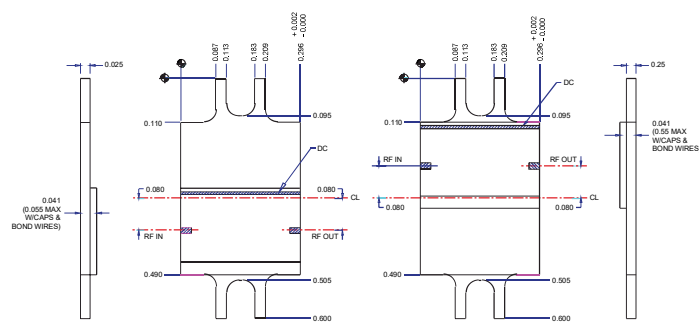 0.025
0.087
0.113
0.183
0.209
+ 0.002
- 0.000
0.296
0.110
0.095
DC
0.080
0.080
CL
0.041
(0.055 MAX
W/CAPS &
BOND WIRES)
RF IN
RF OUT
0.490
0.505
0.600
0.087
0.113
0.183
0.209
+0.002
- 0.000
0.296
0.25
DC
0.110
0.095
0.041
(0.55 MAX
W/CAPS &
BOND WIRES
RF IN
RF OUT
CL
0.080
0.080
0.490
0.505
0.600